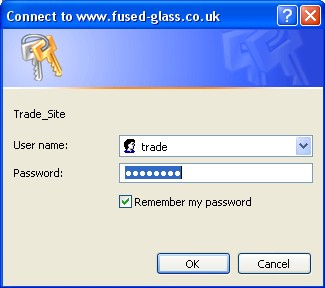 Connect to www.fused-glass.co.uk
Trade_Site
User name:
trade
Password:
••••••••
Remember my password
OK
Cancel